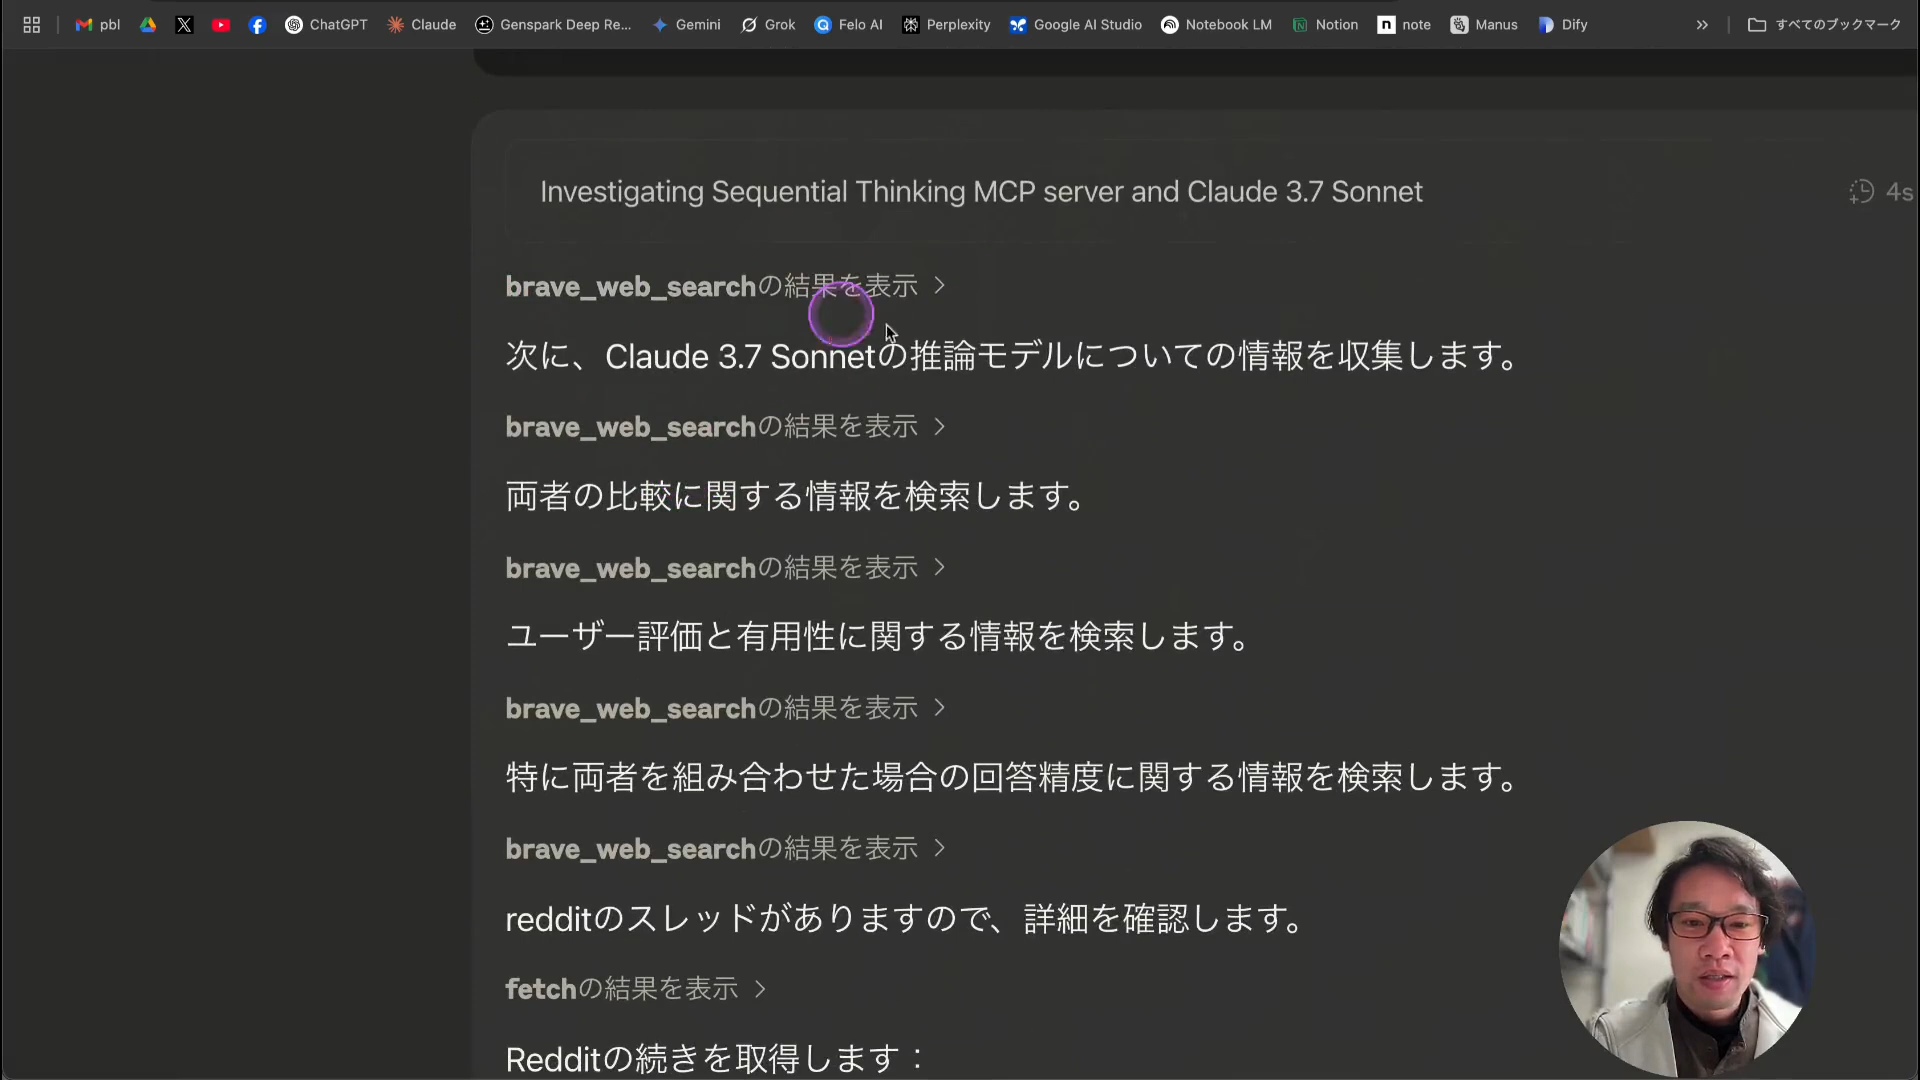 pbl ChatGPT Claude Genspark Deep Re... Gemini Grok Felo AI Perplexity Google AI Studio Notebook LM Notion note Manus Dify すべてのブックマーク
Investigating Sequential Thinking MCP server and Claude 3.7 Sonnet 4s
brave_web_searchの結果を表示
次に、Claude 3.7 Sonnetの推論モデルについての情報を収集します。
brave_web_searchの結果を表示
両者の比較に関する情報を検索します。
brave_web_searchの結果を表示
ユーザー評価と有用性に関する情報を検索します。
brave_web_searchの結果を表示
特に両者を組み合わせた場合の回答精度に関する情報を検索します。
brave_web_searchの結果を表示
redditのスレッドがありますので、詳細を確認します。
fetchの結果を表示
Redditの続きを取得します：